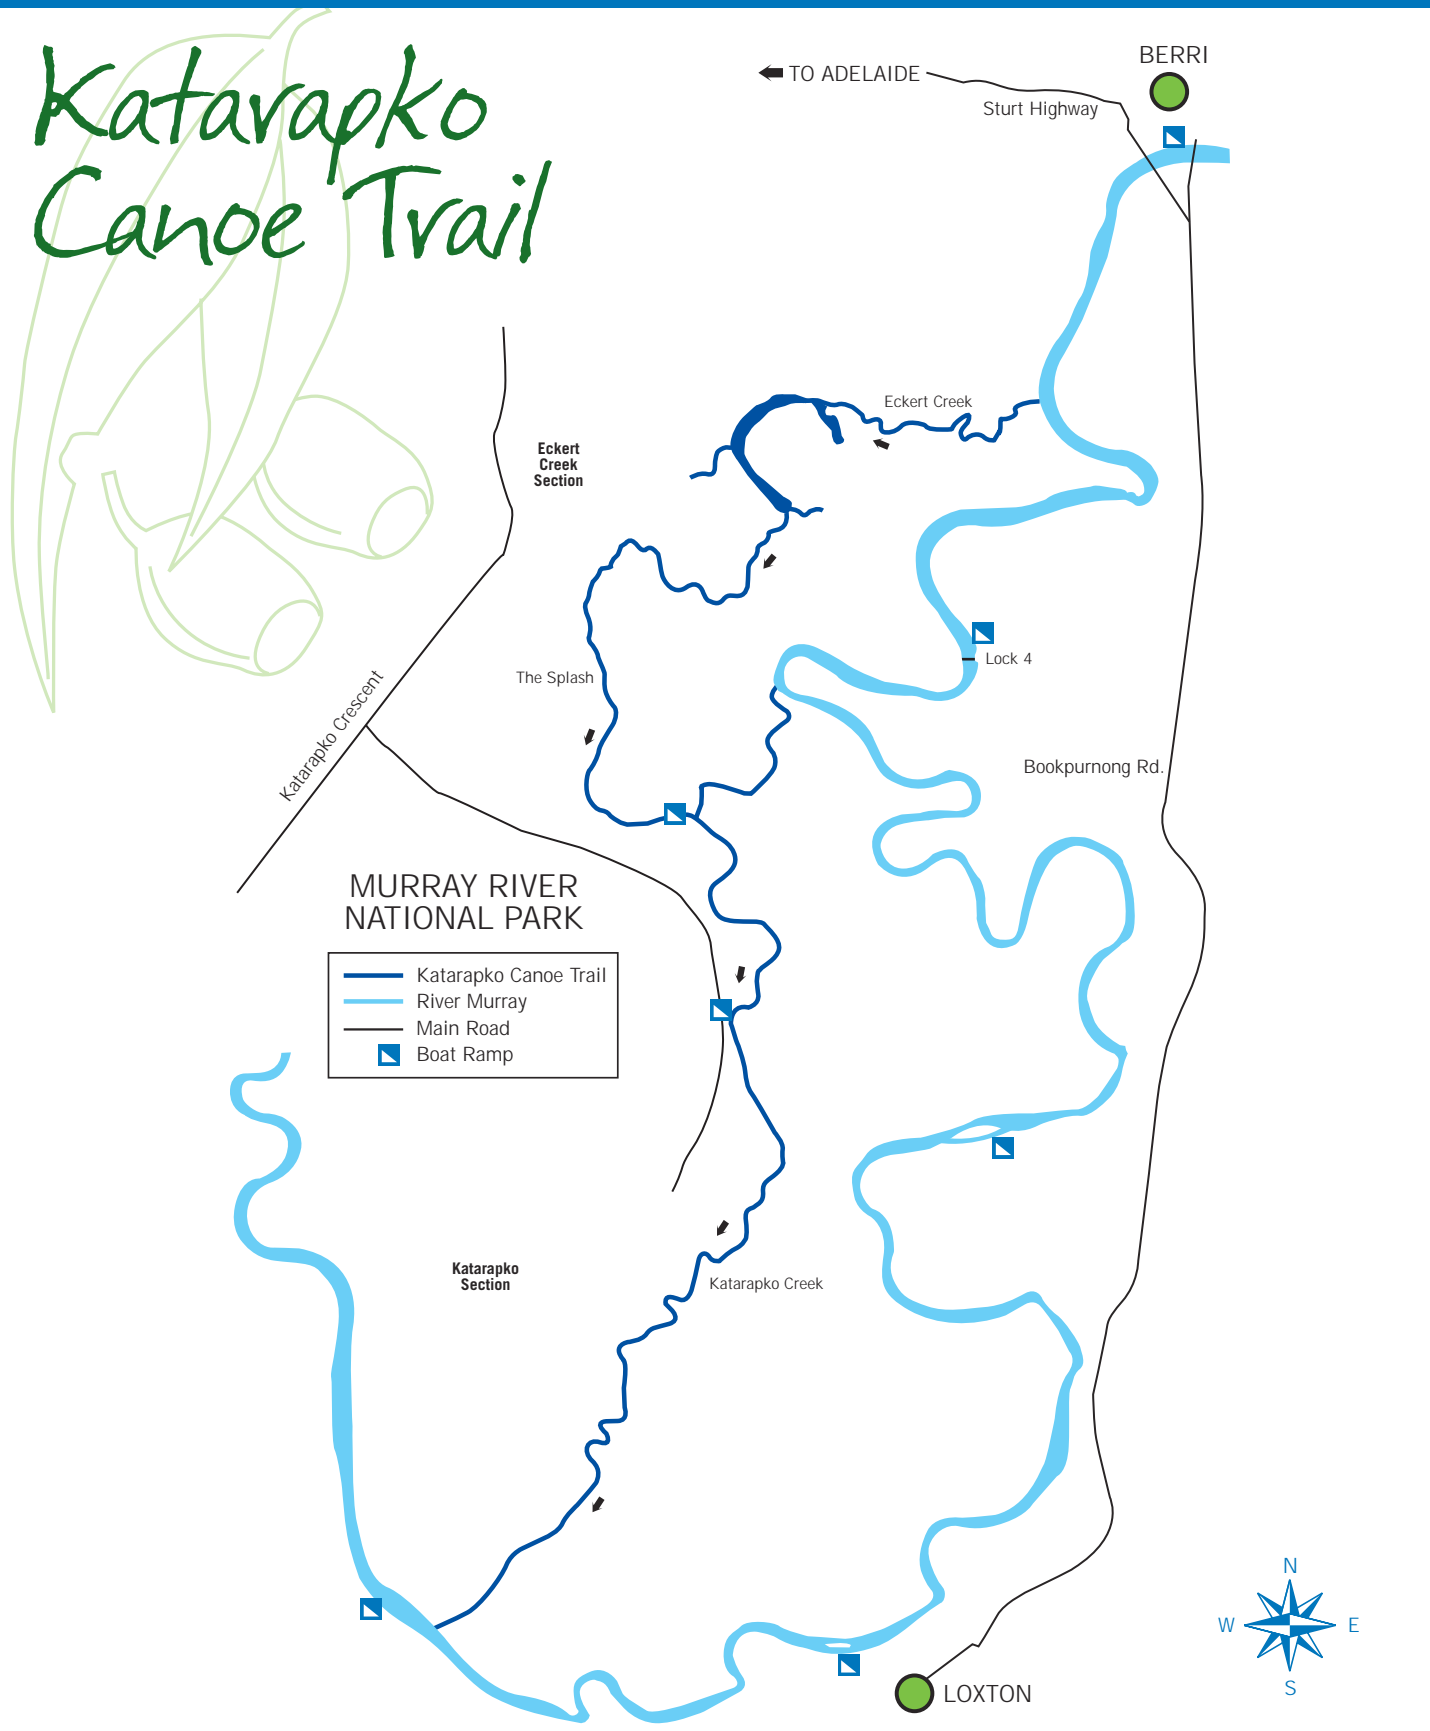 Katarapko
Canoe Trail
BERRI
TO ADELAIDE
Sturt Highway
Eckert Creek
Eckert
Creek
Section
Lock 4
The Splash
Katarapko Crescent
Bookpurnong Rd.
MURRAY RIVER
NATIONAL PARK
Katarapko Canoe Trail
River Murray
Main Road
Boat Ramp
Katarapko
Section
Katarapko Creek
N
W
E
S
LOXTON